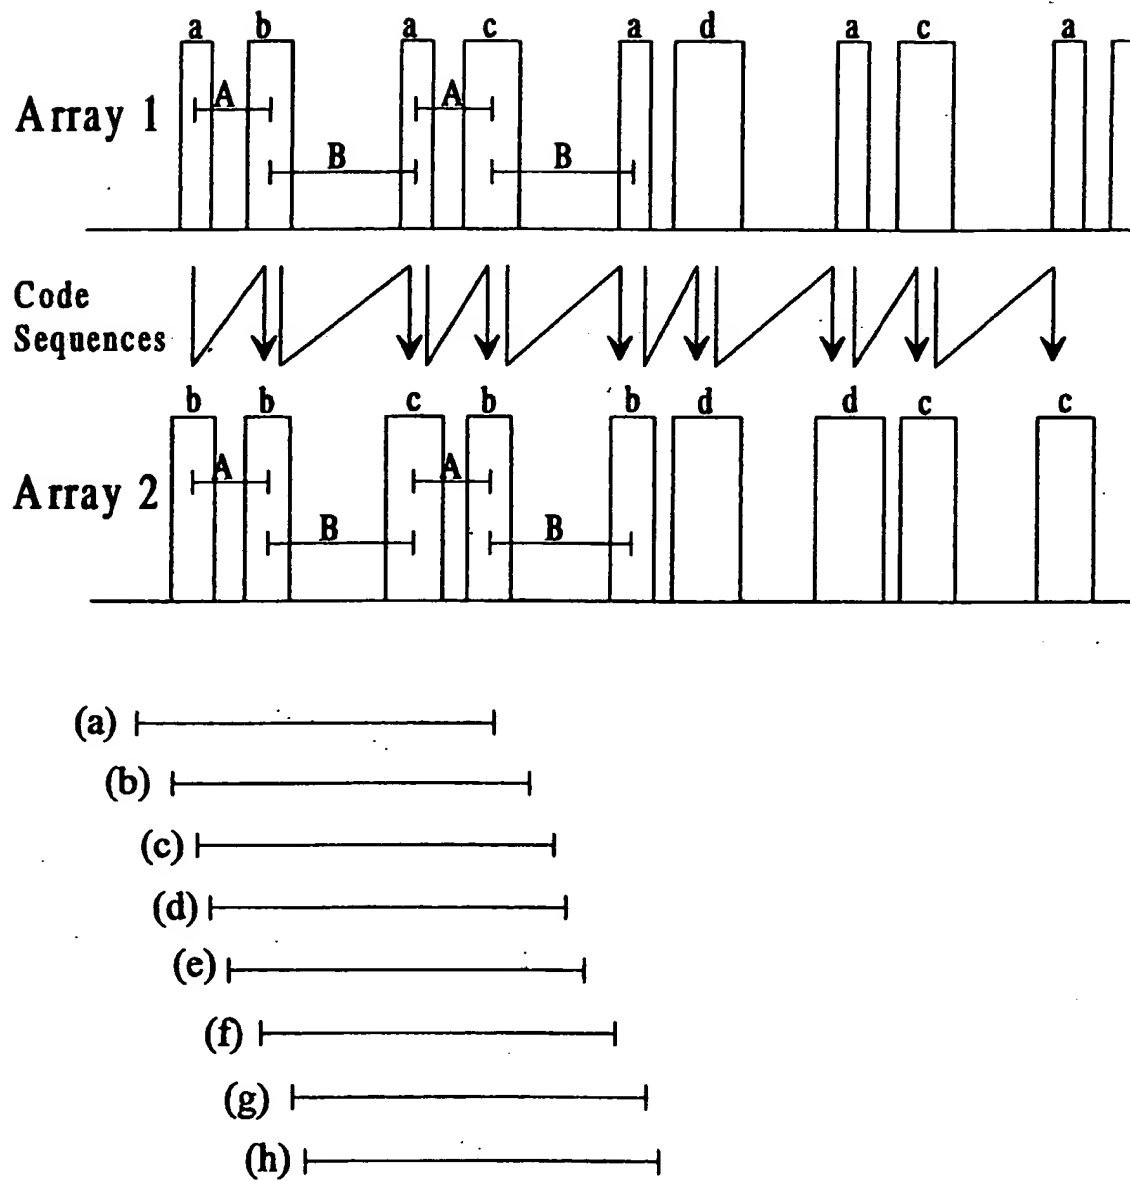 a b a c a d a c a
A A
Array 1
B B
Code
Sequences
b b c b b d d c c
A A
Array 2
B B
(a)
(b)
(c)
(d)
(e)
(f)
(g)
(h)